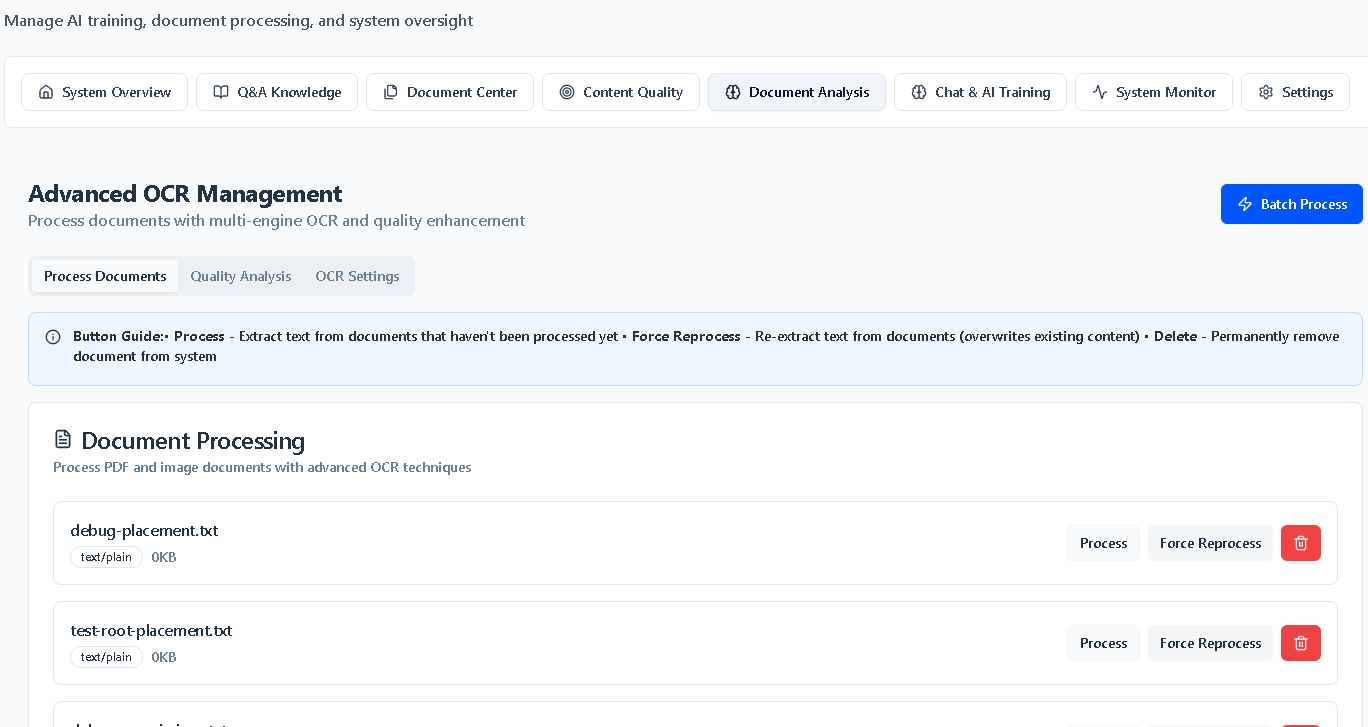 Manage AI training, document processing, and system oversight
System Overview
Q&A Knowledge
Document Center
Content Quality
Document Analysis
Chat & AI Training
System Monitor
Settings
Advanced OCR Management
Process documents with multi-engine OCR and quality enhancement
Batch Process
Process Documents
Quality Analysis
OCR Settings
Button Guide:• Process - Extract text from documents that haven't been processed yet • Force Reprocess - Re-extract text from documents (overwrites existing content) • Delete - Permanently remove
document from system
Document Processing
Process PDF and image documents with advanced OCR techniques
debug-placement.txt
text/plain 0KB
Process
Force Reprocess
test-root-placement.txt
text/plain 0KB
Process
Force Reprocess